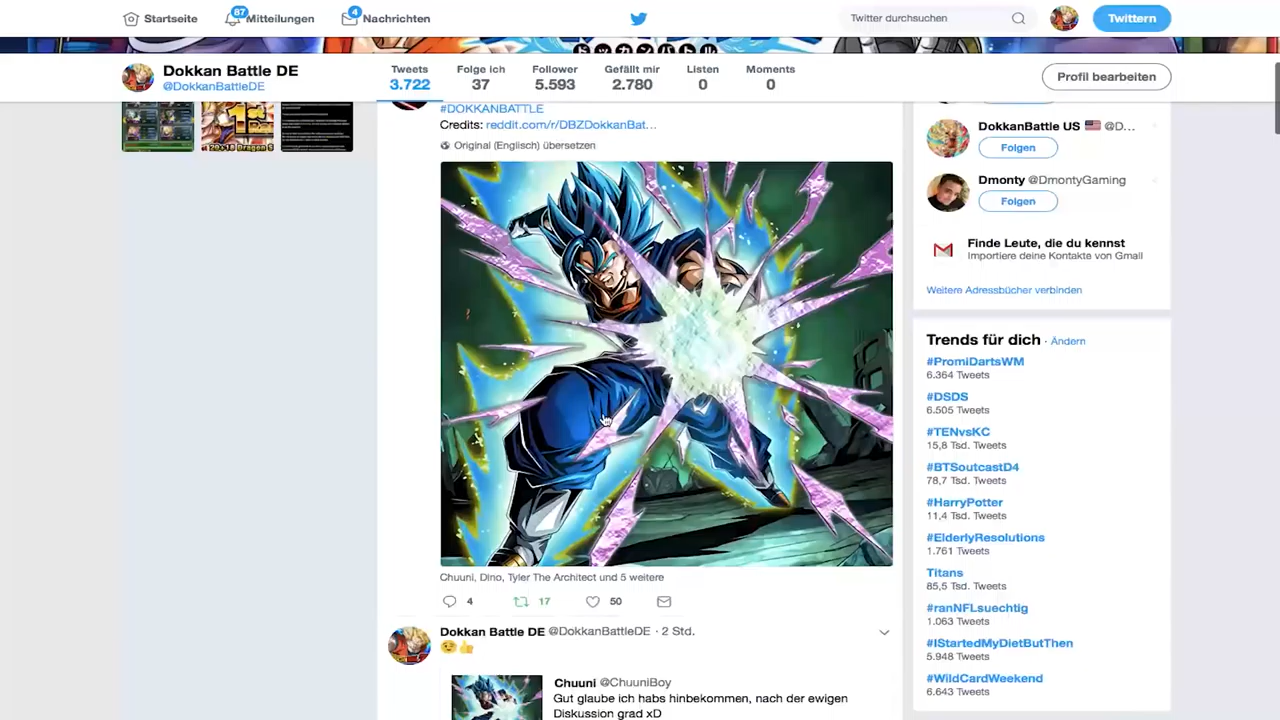 Startseite
87
Mitteilungen
4
Nachrichten
Twitter durchsuchen
Twittern
ドッカンバトル
Dokkan Battle DE
@DokkanBattleDE
Tweets
3.722
Folge ich
37
Follower
5.593
Gefällt mir
2.780
Listen
0
Moments
0
Profil bearbeiten
#DOKKANBATTLE
Credits: reddit.com/r/DBZDokkanBat...
Original (Englisch) übersetzen
Chuuni, Dino, Tyler The Architect und 5 weitere
4
17
50
Dokkan Battle DE @DokkanBattleDE · 2 Std.
Chuuni @ChuuniBoy
Gut glaube ich habs hinbekommen, nach der ewigen
Diskussion grad xD
DokkanBattle US @D...
Folgen
Dmonty @DmontyGaming
Folgen
Finde Leute, die du kennst
Importiere deine Kontakte von Gmail
Weitere Adressbücher verbinden
Trends für dich · Ändern
#PromiDartsWM
6.364 Tweets
#DSDS
6.505 Tweets
#TENvsKC
15,8 Tsd. Tweets
#BTSoutcastD4
78,7 Tsd. Tweets
#HarryPotter
11,4 Tsd. Tweets
#ElderlyResolutions
1.761 Tweets
Titans
85,5 Tsd. Tweets
#ranNFLsuechtig
1.063 Tweets
#IStartedMyDietButThen
5.948 Tweets
#WildCardWeekend
6.643 Tweets